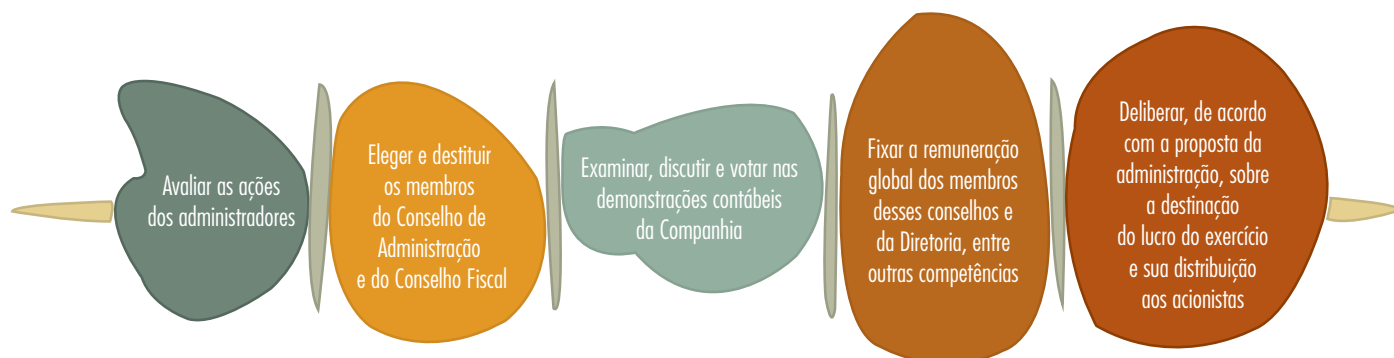 Avaliar as ações
dos administradores
Eleger e destituir
os membros
do Conselho de
Administração
e do Conselho Fiscal
Examinar, discutir e votar nas
demonstrações contábeis
da Companhia
Fixar a remuneração
global dos membros
desses conselhos e
da Diretoria, entre
outras competências
Deliberar, de acordo
com a proposta da
administração, sobre
a destinação
do lucro do exercício
e sua distribuição
aos acionistas